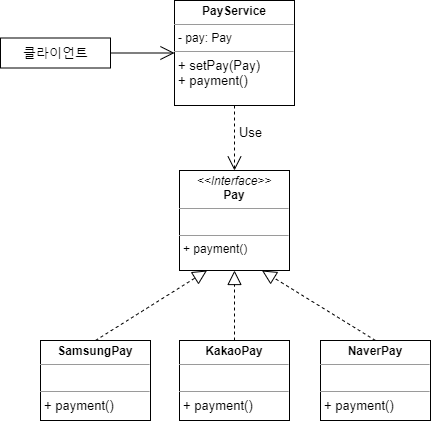 PayService
- pay: Pay
클라이언트
+ setPay(Pay)
+ payment()
Use
<<Interface>>
Pay
+ payment()
SamsungPay
KakaoPay
NaverPay
+ payment()
+ payment()
+ payment()